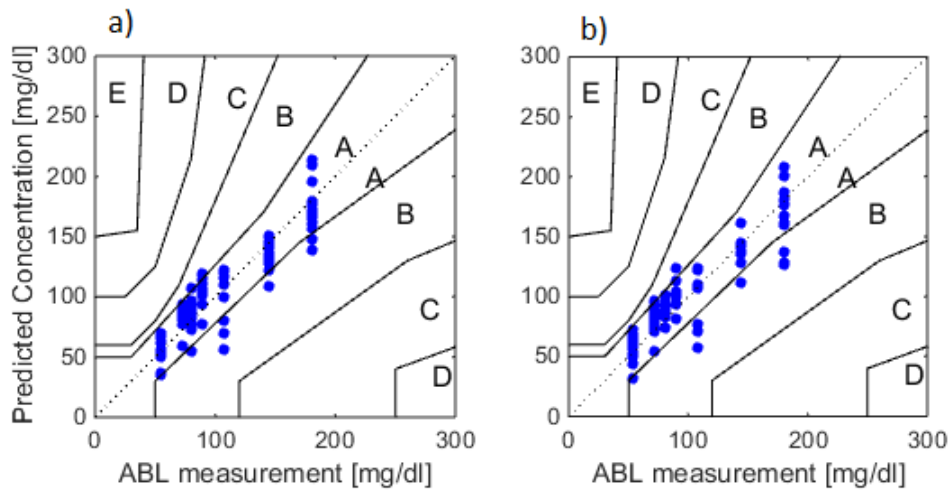 a)
Predicted Concentration [mg/dl]
300
250
200
150
100
50
0
E
D
C
B
A
A
B
C
D
0
100
200
300
ABL measurement [mg/dl]
b)
300
250
200
150
100
50
0
E
D
C
B
A
A
B
C
D
0
100
200
300
ABL measurement [mg/dl]